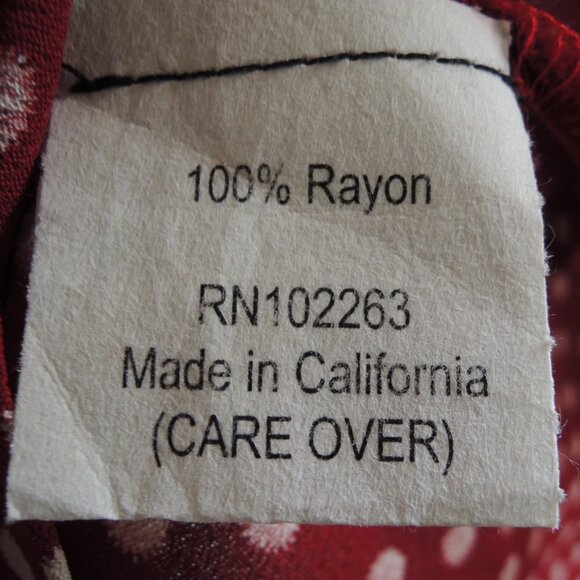 100% Rayon
RN102263
Made in California
(CARE OVER)